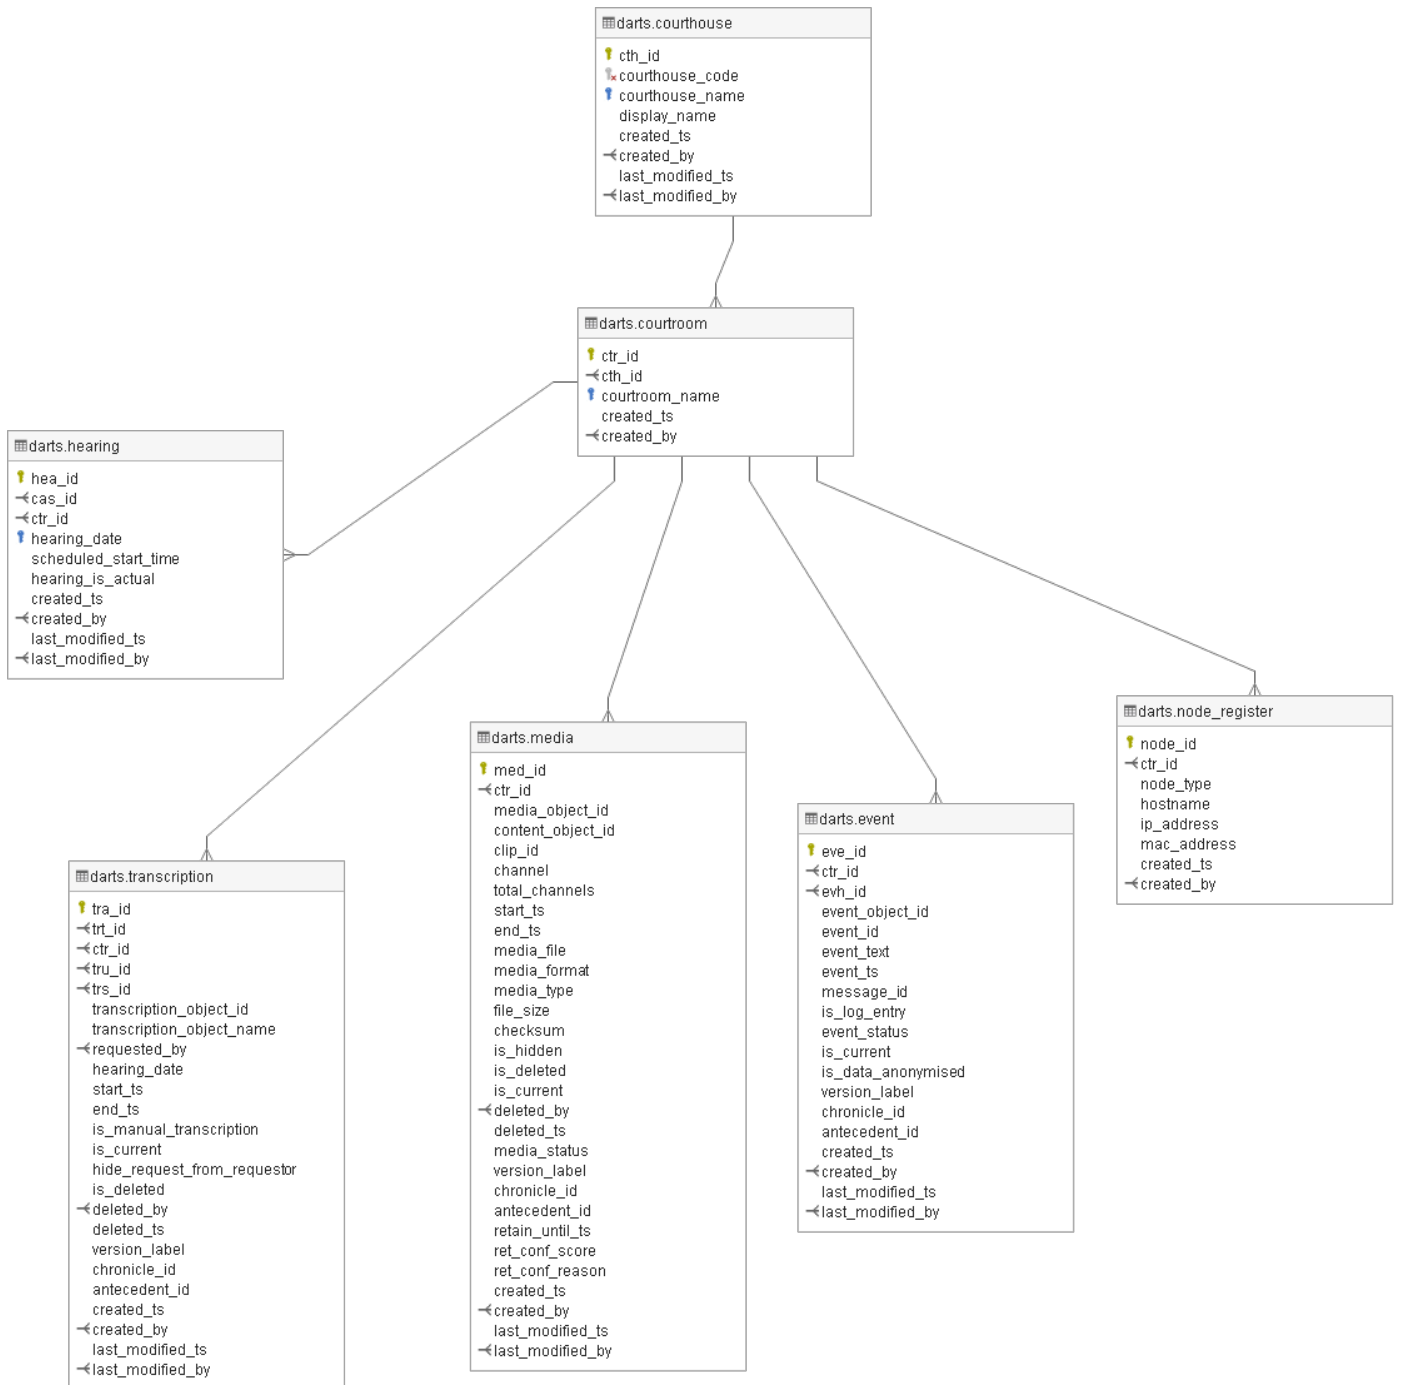 darts.courthouse
cth_id
courthouse_code
courthouse_name
display_name
created_ts
created_by
last_modified_ts
last_modified_by
darts.courtroom
ctr_id
cth_id
courtroom_name
created_ts
created_by
darts.hearing
hea_id
cas_id
ctr_id
hearing_date
scheduled_start_time
hearing_is_actual
created_ts
created_by
last_modified_ts
last_modified_by
darts.transcription
tra_id
trt_id
ctr_id
tru_id
trs_id
transcription_object_id
transcription_object_name
requested_by
hearing_date
start_ts
end_ts
is_manual_transcription
is_current
hide_request_from_requestor
is_deleted
deleted_by
deleted_ts
version_label
chronicle_id
antecedent_id
created_ts
created_by
last_modified_ts
last_modified_by
darts.media
med_id
ctr_id
media_object_id
content_object_id
clip_id
channel
total_channels
start_ts
end_ts
media_file
media_format
media_type
file_size
checksum
is_hidden
is_deleted
is_current
deleted_by
deleted_ts
media_status
version_label
chronicle_id
antecedent_id
retain_until_ts
ret_conf_score
ret_conf_reason
created_ts
created_by
last_modified_ts
last_modified_by
darts.event
eve_id
ctr_id
evh_id
event_object_id
event_id
event_text
event_ts
message_id
is_log_entry
event_status
is_current
is_data_anonymised
version_label
chronicle_id
antecedent_id
created_ts
created_by
last_modified_ts
last_modified_by
darts.node_register
node_id
ctr_id
node_type
hostname
ip_address
mac_address
created_ts
created_by